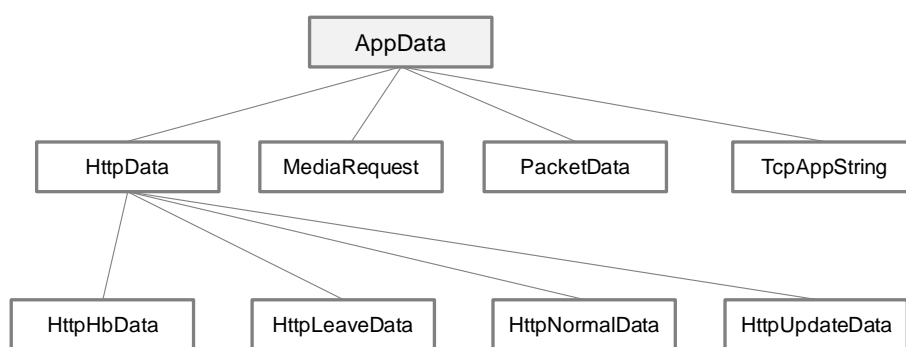 AppData
HttpData
MediaRequest
PacketData
TcpAppString
HttpHbData
HttpLeaveData
HttpNormalData
HttpUpdateData